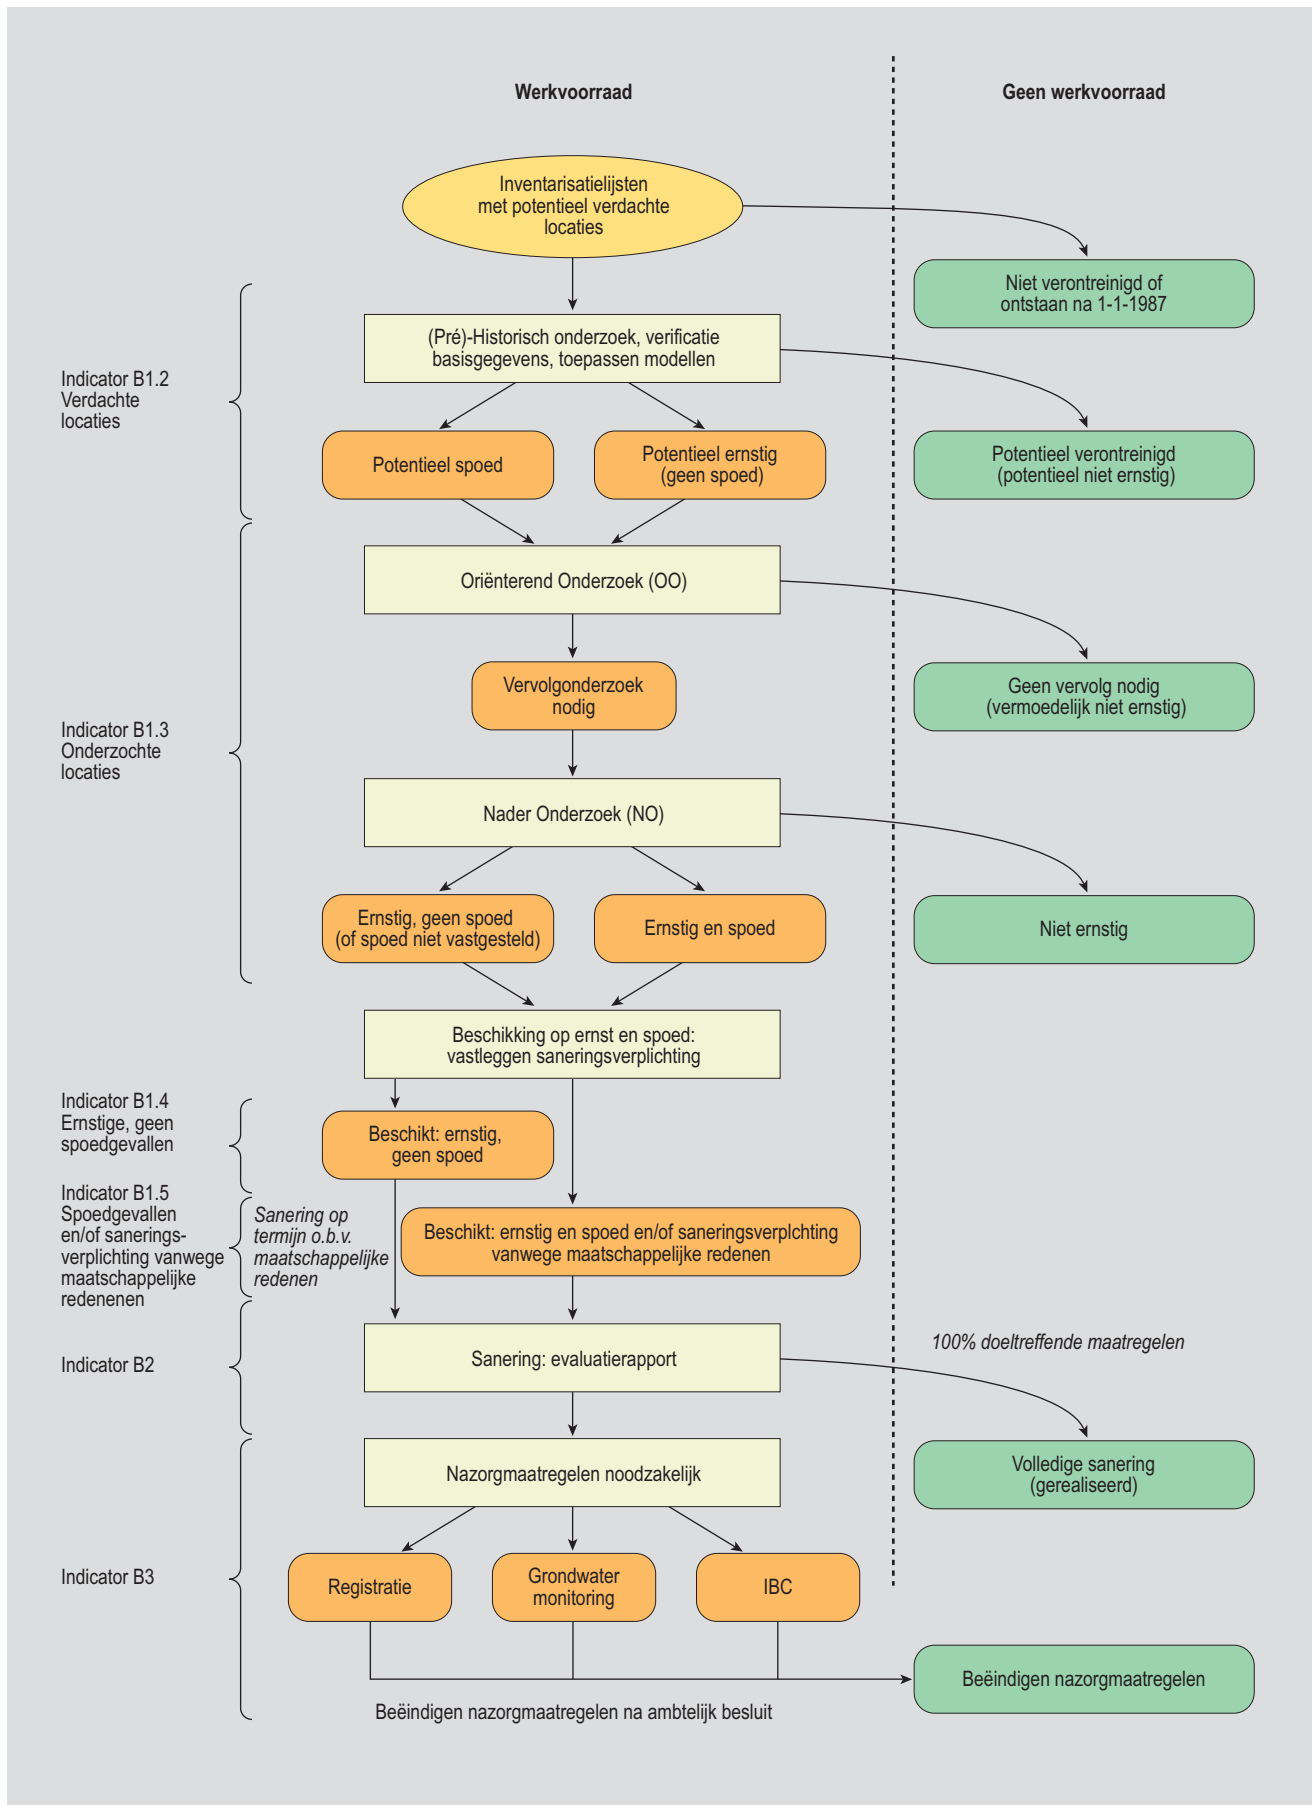 Werkvoorraad
Geen werkvoorraad
Inventarisatielijsten
met potentieel verdachte
locaties
Niet verontreinigd of
ontstaan na 1-1-1987
Indicator B1.2
Verdachte
locaties
(Pré)-Historisch onderzoek, verificatie
basisgegevens, toepassen modellen
Potentieel spoed
Potentieel ernstig
(geen spoed)
Potentieel verontreinigd
(potentieel niet ernstig)
Indicator B1.3
Onderzochte
locaties
Oriënterend Onderzoek (OO)
Vervolgonderzoek
nodig
Geen vervolg nodig
(vermoedelijk niet ernstig)
Nader Onderzoek (NO)
Ernstig, geen spoed
(of spoed niet vastgesteld)
Ernstig en spoed
Niet ernstig
Beschikking op ernst en spoed:
vastleggen saneringsverplichting
Indicator B1.4
Ernstige, geen
spoedgevallen
Beschikt: ernstig,
geen spoed
Indicator B1.5
Spoedgevallen
en/of sanerings-
verplichting vanwege
maatschappelijke
redenenen
Sanering op
termijn o.b.v.
maatschappelijke
redenen
Beschikt: ernstig en spoed en/of saneringsverplchting
vanwege maatschappelijke redenen
Indicator B2
Sanering: evaluatierapport
100% doeltreffende maatregelen
Volledige sanering
(gerealiseerd)
Indicator B3
Nazorgmaatregelen noodzakelijk
Registratie
Grondwater
monitoring
IBC
Beëindigen nazorgmaatregelen
Beëindigen nazorgmaatregelen na ambtelijk besluit